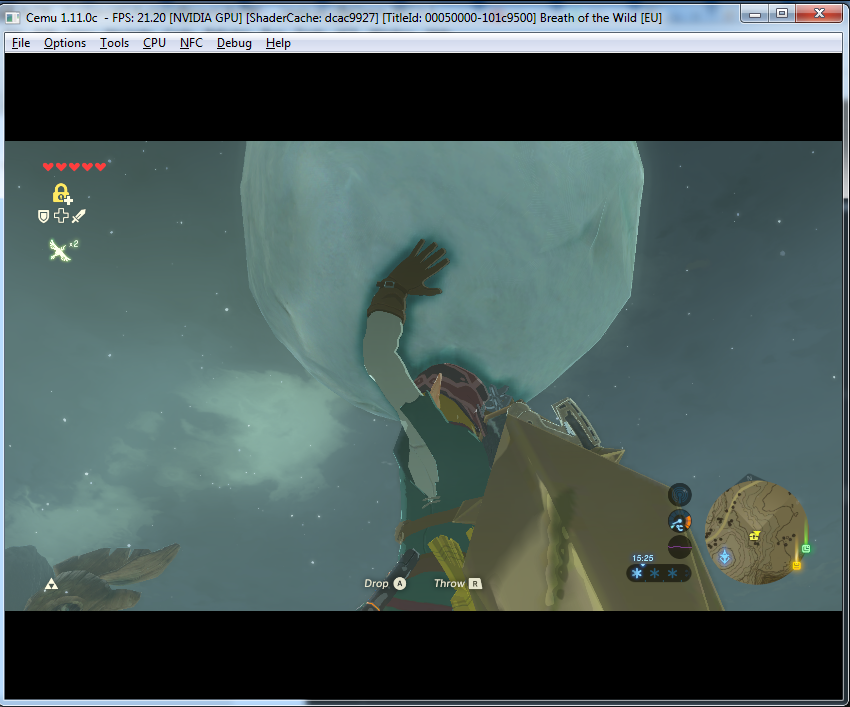 Cemu 1.11.0c - FPS: 21.20 [NVIDIA GPU] [ShaderCache: dcac9927] [TitleId: 00050000-101c9500] Breath of the Wild [EU]
File Options Tools CPU NFC Debug Help
x2
15:25
Drop A Throw R